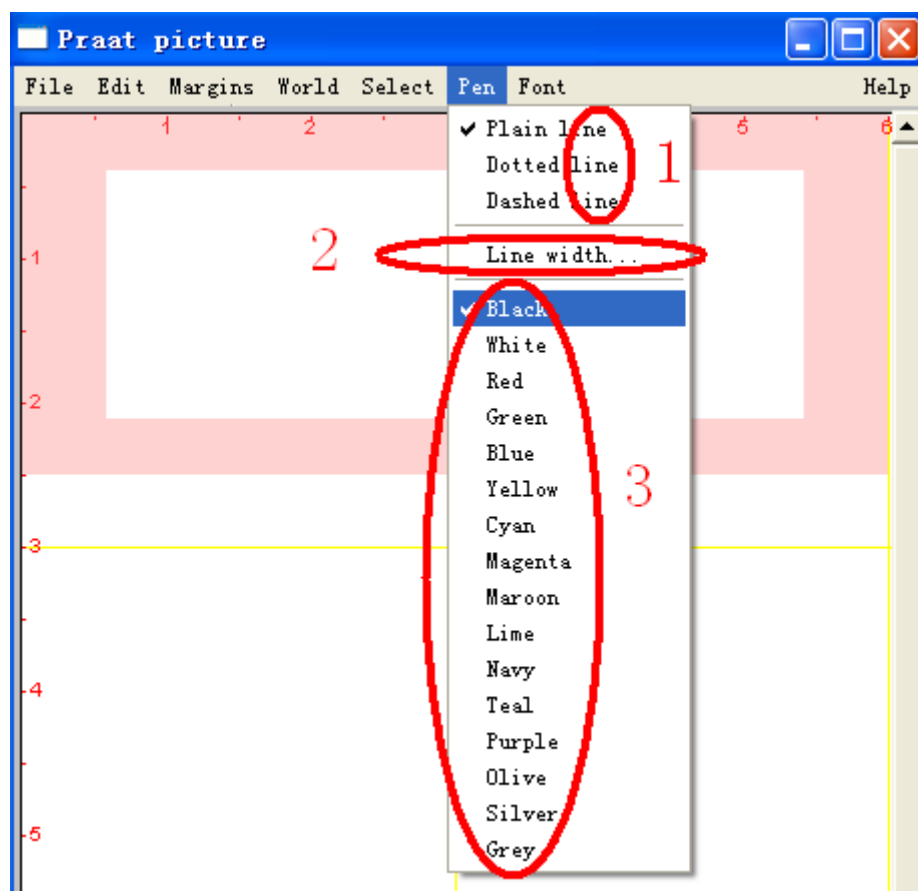 Praat picture
File Edit Margins World Select Pen Font Help
1 2 5 6
Plain line
Dotted line
1
Dashed line
2
Line width...
1
Black
White
Red
2
Green
Blue
3
Yellow
Cyan
3
Magenta
Maroon
Lime
Navy
4
Teal
Purple
Olive
Silver
5
Grey